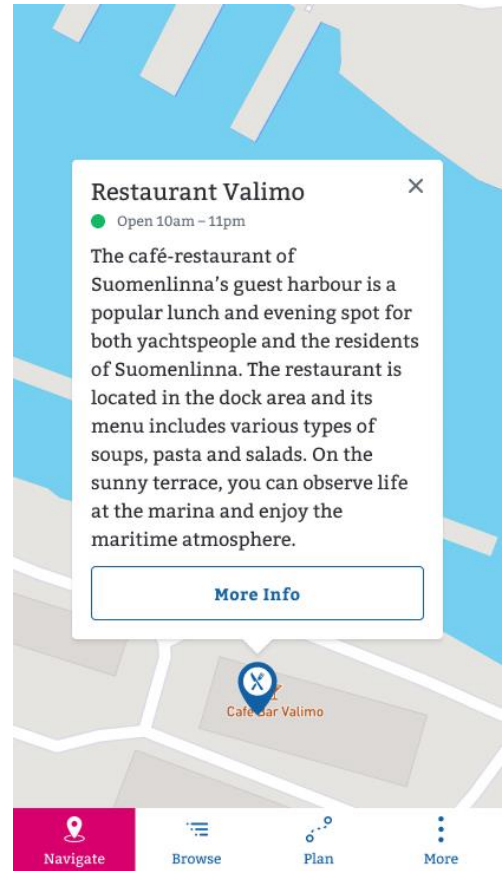 Restaurant Valimo
Open 10am – 11pm
The café-restaurant of
Suomenlinna's guest harbour is a
popular lunch and evening spot for
both yachtspeople and the residents
of Suomenlinna. The restaurant is
located in the dock area and its
menu includes various types of
soups, pasta and salads. On the
sunny terrace, you can observe life
at the marina and enjoy the
maritime atmosphere.
More Info
Café Bar Valimo
Navigate
Browse
Plan
More